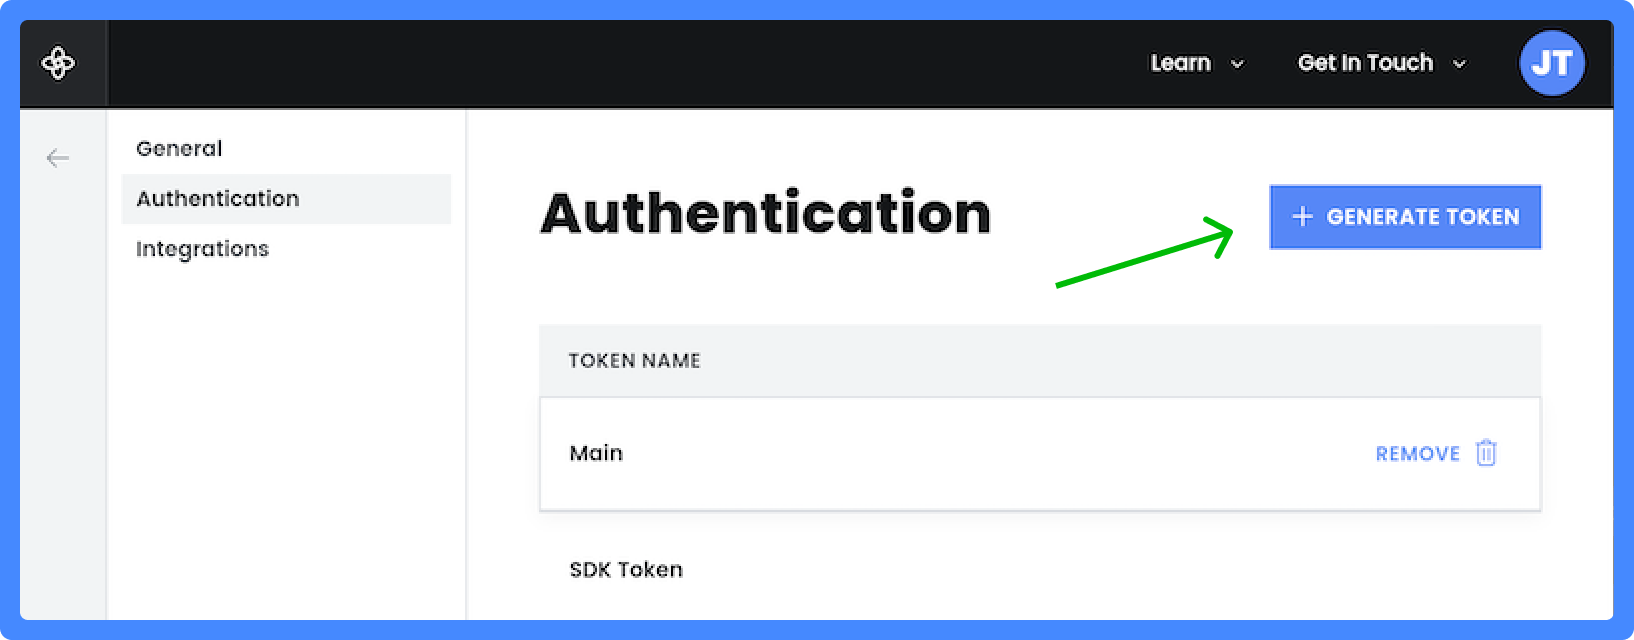 Learn
Get In Touch
JT
General
Authentication
Integrations
Authentication
+ GENERATE TOKEN
TOKEN NAME
Main
REMOVE
SDK Token